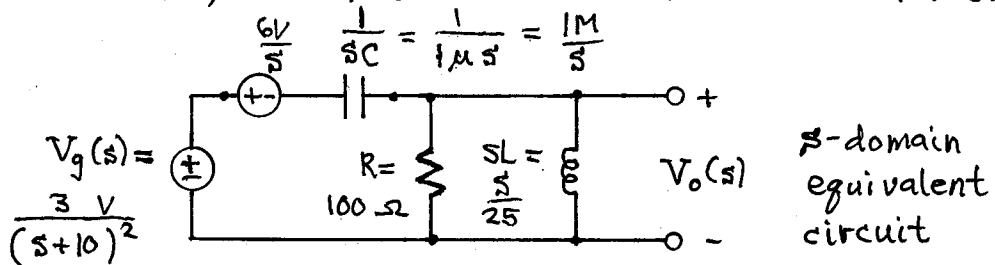 6V/s 1/sC = 1/1μs = 1M/s
+-
+
Vg(s) = 3 V/(s+10)²
±
R= 100 Ω
sL = s/25
Vo(s)
s-domain
equivalent
circuit
-